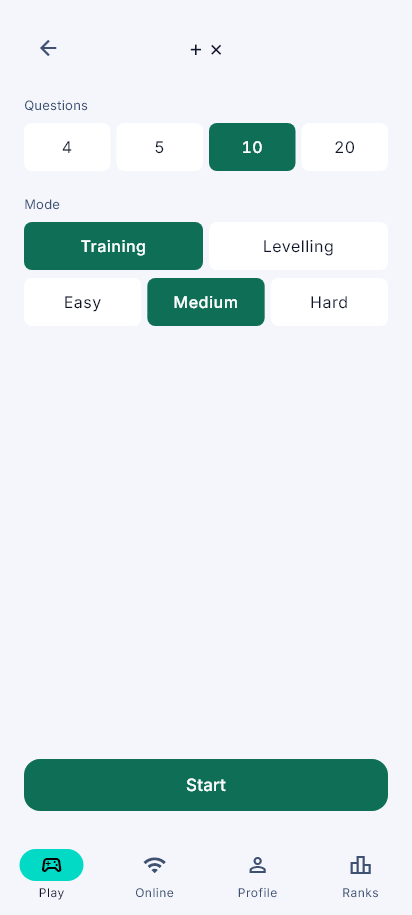 + ×
Questions
4 5 10 20
Mode
Training Levelling
Easy Medium Hard
Start
Play Online Profile Ranks